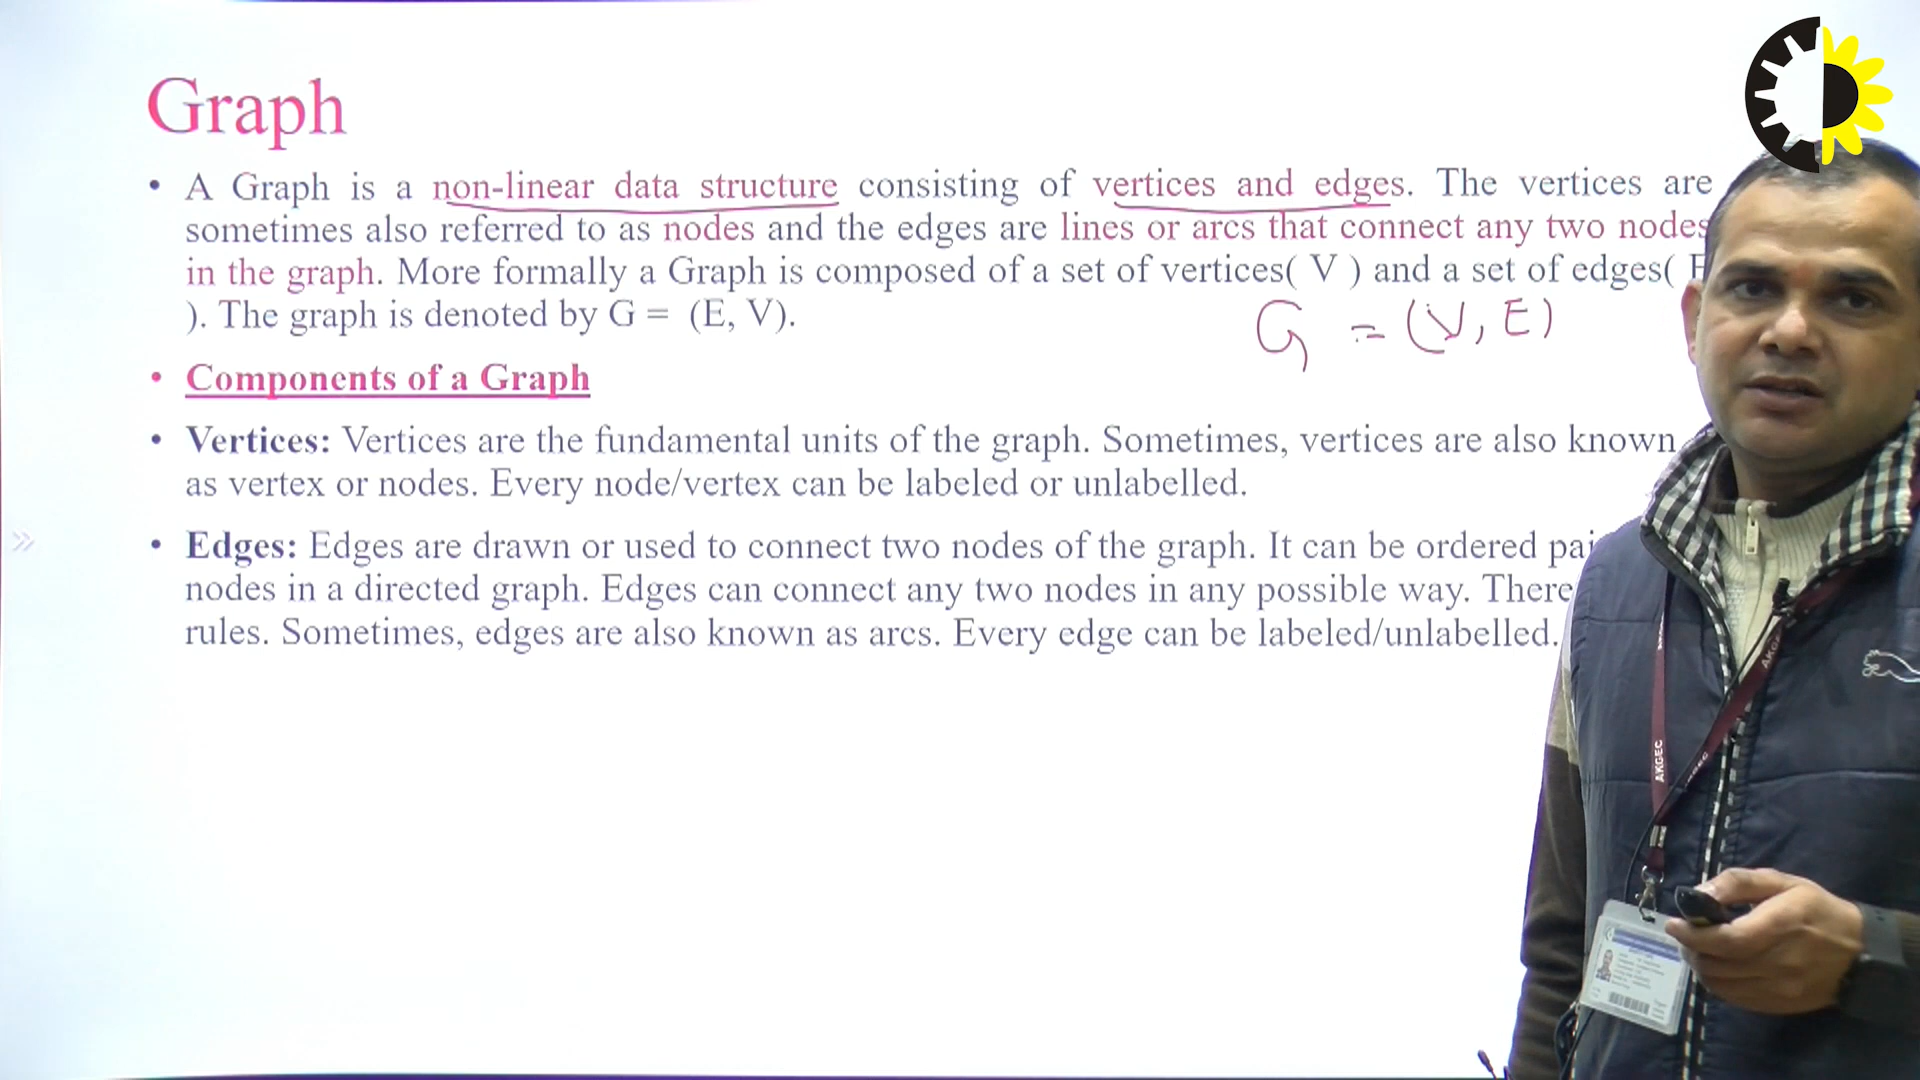 Graph
• A Graph is a non-linear data structure consisting of vertices and edges. The vertices are
sometimes also referred to as nodes and the edges are lines or arcs that connect any two nodes
in the graph. More formally a Graph is composed of a set of vertices( V ) and a set of edges( E
). The graph is denoted by G = (E, V).
G = (V, E)
• Components of a Graph
• Vertices: Vertices are the fundamental units of the graph. Sometimes, vertices are also known
as vertex or nodes. Every node/vertex can be labeled or unlabelled.
• Edges: Edges are drawn or used to connect two nodes of the graph. It can be ordered pai
nodes in a directed graph. Edges can connect any two nodes in any possible way. There
rules. Sometimes, edges are also known as arcs. Every edge can be labeled/unlabelled.
AKGEC
AKGEC
AKGEC